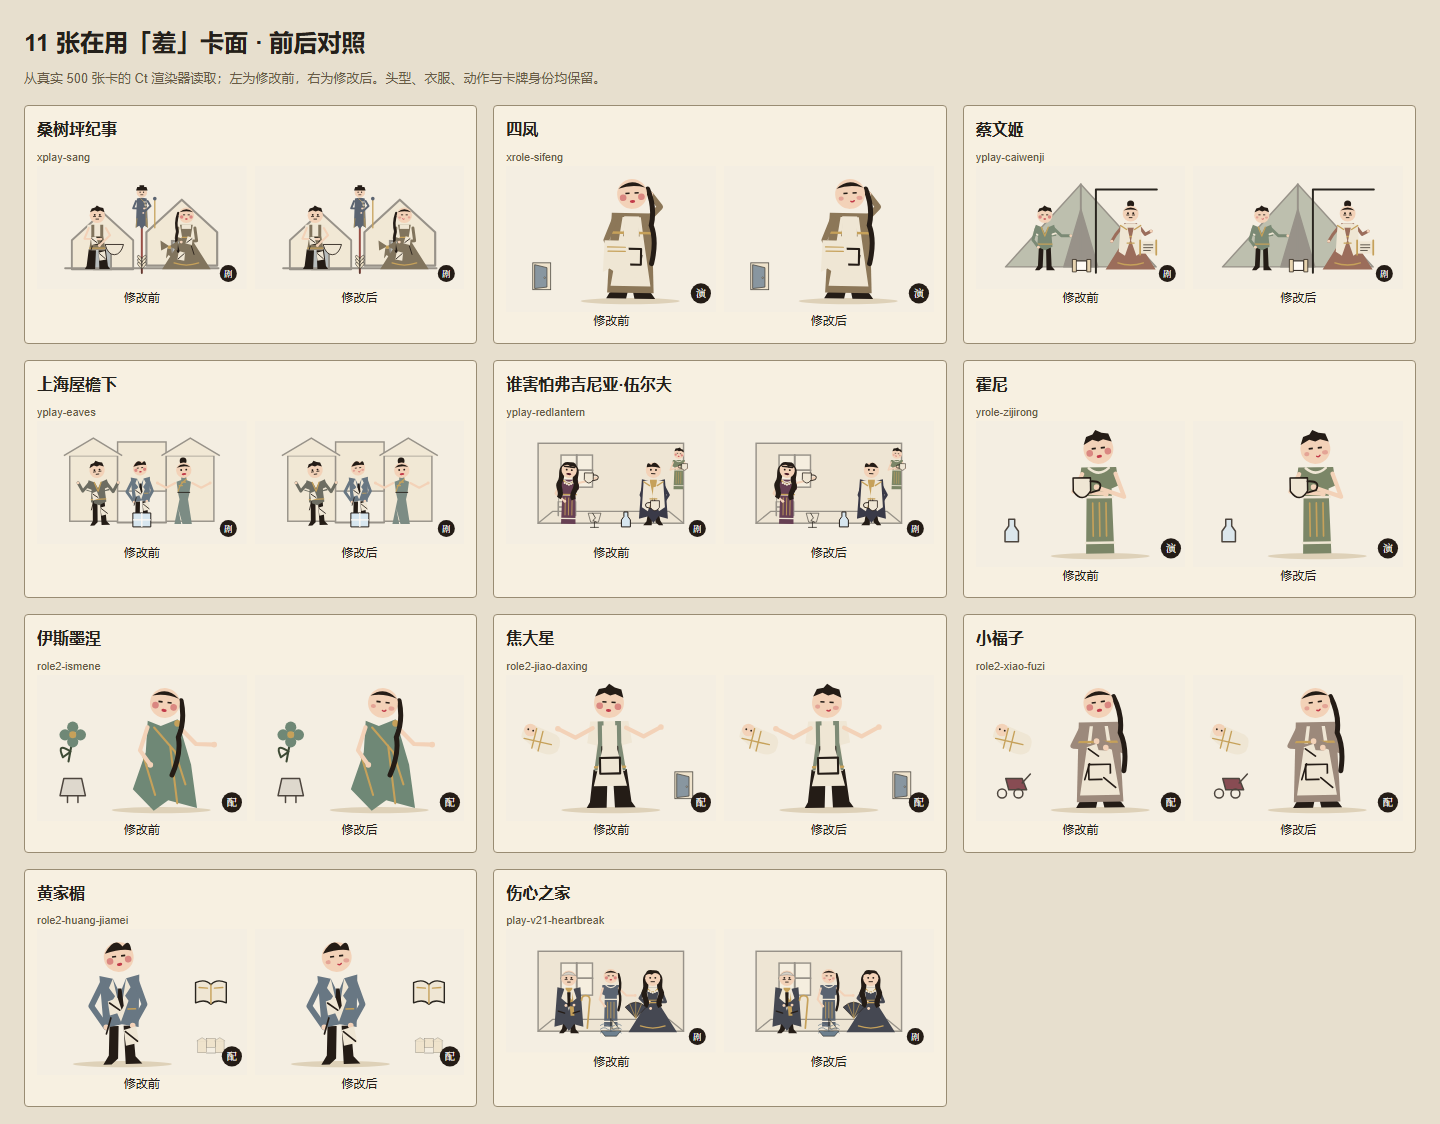 11 张在用「羞」卡面 · 前后对照
从真实 500 张卡的 Ct 渲染器读取；左为修改前，右为修改后。头型、衣服、动作与卡牌身份均保留。
桑树坪纪事
xplay-sang
剧
剧
修改前
修改后
四凤
xrole-sifeng
演
演
修改前
修改后
蔡文姬
yplay-caiwenji
剧
剧
修改前
修改后
上海屋檐下
yplay-eaves
剧
剧
修改前
修改后
谁害怕弗吉尼亚·伍尔夫
yplay-redlantern
剧
剧
修改前
修改后
霍尼
yrole-zijirong
演
演
修改前
修改后
伊斯墨涅
role2-ismene
配
配
修改前
修改后
焦大星
role2-jiao-daxing
配
配
修改前
修改后
小福子
role2-xiao-fuzi
配
配
修改前
修改后
黄家楣
role2-huang-jiamei
配
配
修改前
修改后
伤心之家
play-v21-heartbreak
剧
剧
修改前
修改后